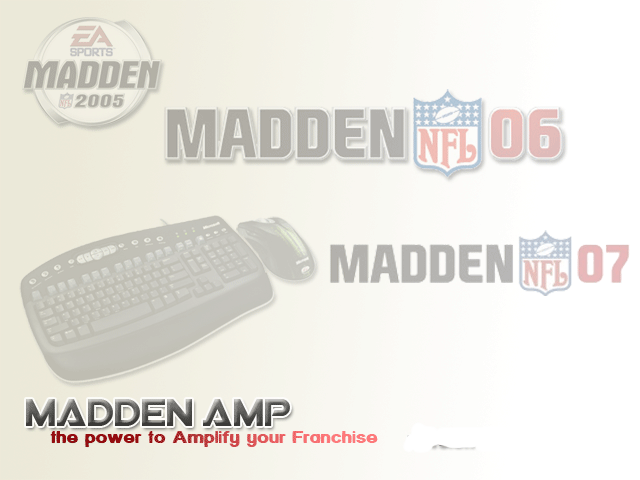 EA
SPORTS
MADDEN
NFL 2005
MADDEN NFL 06
MADDEN NFL 07
MADDEN AMP
the power to Amplify your Franchise